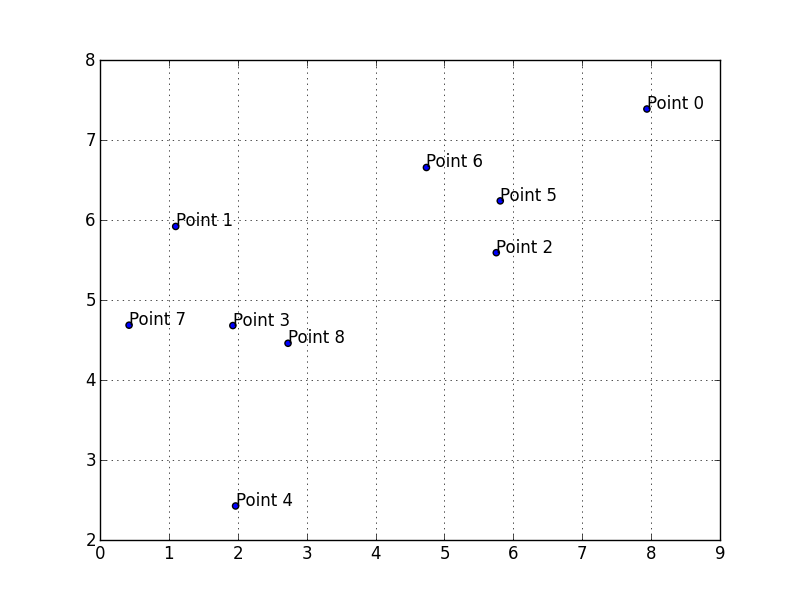 8
Point 0
7
Point 6
Point 5
6
Point 1
Point 2
5
Point 7
Point 3
Point 8
4
3
Point 4
2
0 1 2 3 4 5 6 7 8 9